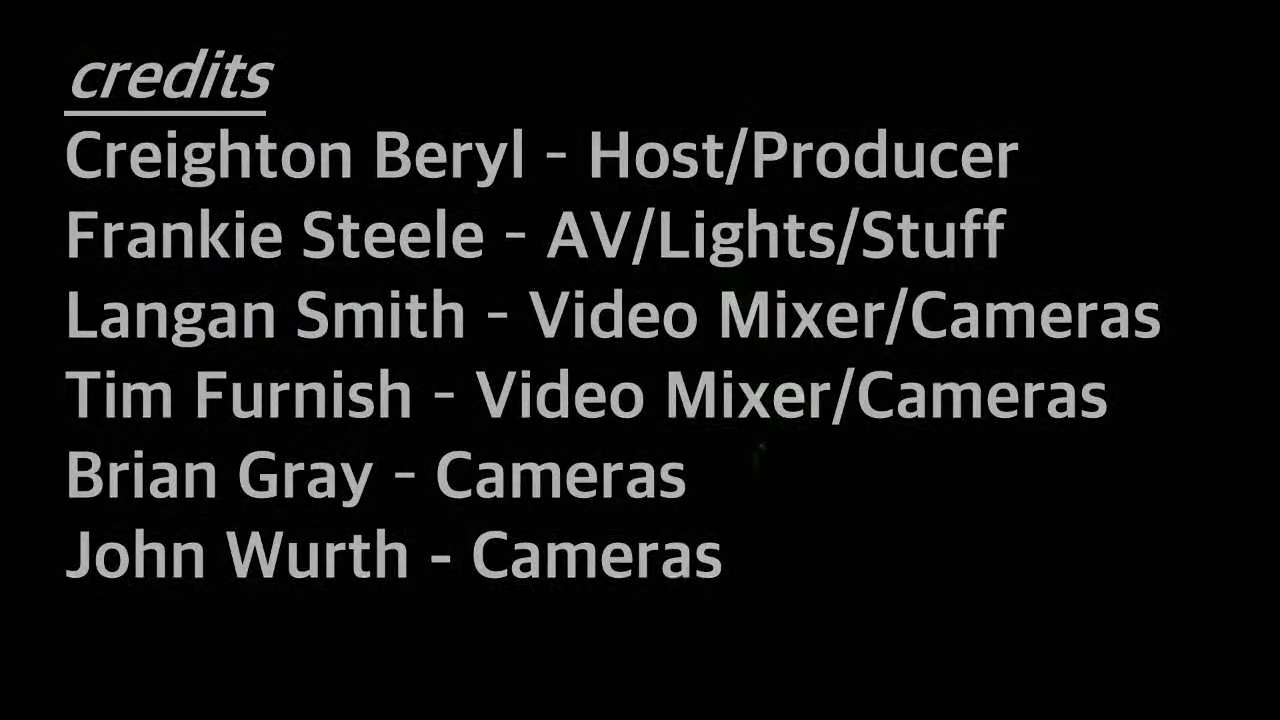 credits
Creighton Beryl - Host/Producer
Frankie Steele - AV/Lights/Stuff
Langan Smith - Video Mixer/Cameras
Tim Furnish - Video Mixer/Cameras
Brian Gray - Cameras
John Wurth - Cameras